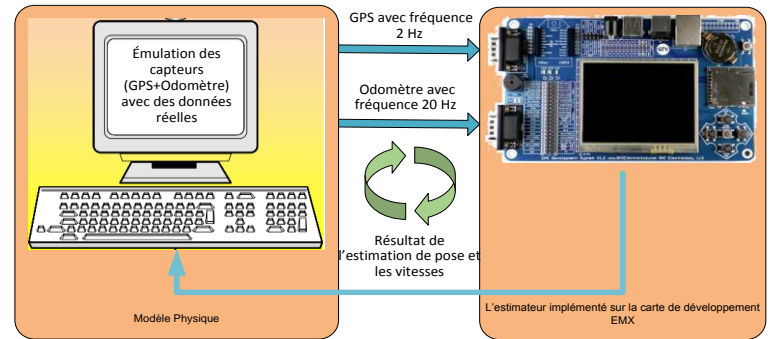 GPS avec fréquence
2 Hz
Émulation des
capteurs
(GPS+Odomètre)
avec des données
réelles
Odomètre avec
fréquence 20 Hz
Résultat de
l'estimation de pose et
les vitesses
Modèle Physique
L'estimateur implémenté sur la carte de développement
EMX